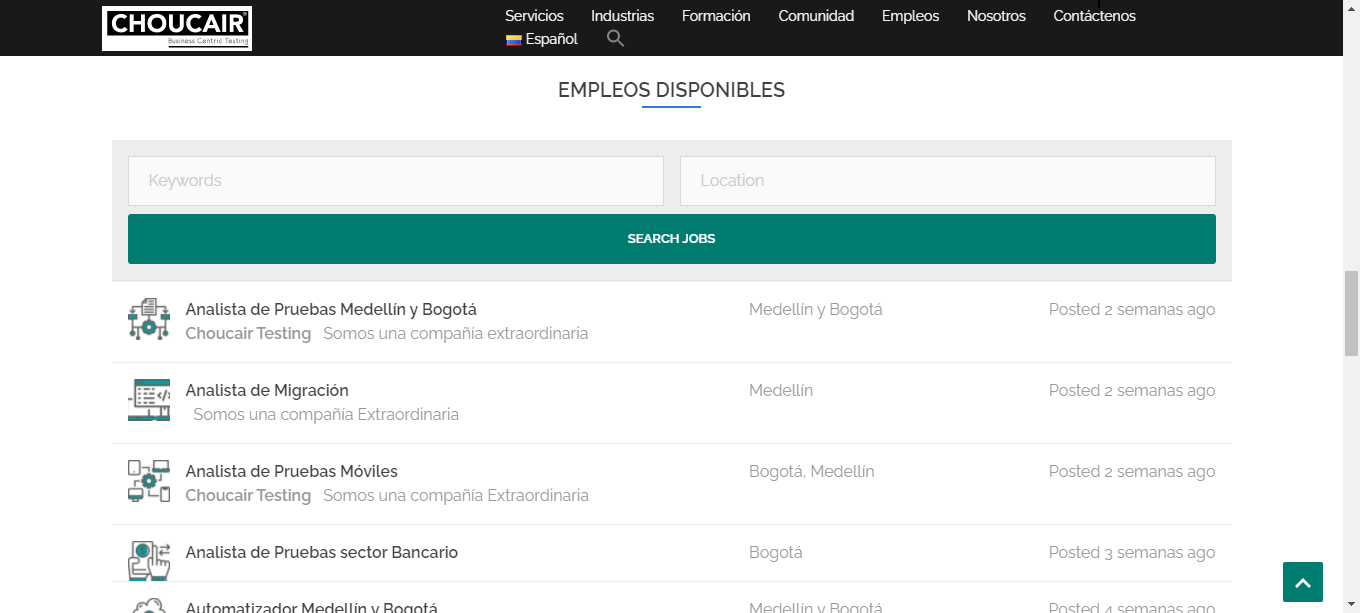 CHOUCAIR®
Business Centric Testing
Servicios Industrias Formación Comunidad Empleos Nosotros Contáctenos
Español
EMPLEOS DISPONIBLES
Keywords Location
SEARCH JOBS
Analista de Pruebas Medellín y Bogotá Medellín y Bogotá Posted 2 semanas ago
Choucair Testing Somos una compañía extraordinaria
Analista de Migración Medellín Posted 2 semanas ago
Somos una compañía Extraordinaria
Analista de Pruebas Móviles Bogotá, Medellín Posted 2 semanas ago
Choucair Testing Somos una compañía Extraordinaria
Analista de Pruebas sector Bancario Bogotá Posted 3 semanas ago
Automatizador Medellín y Bogotá Medellín y Bogotá Posted 4 semanas ago